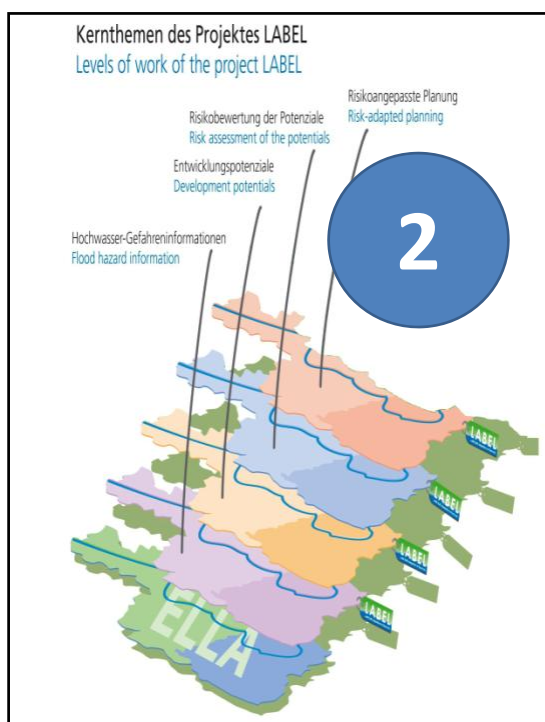 Kernthemen des Projektes LABEL
Levels of work of the project LABEL
Risikoangepasste Planung
Risk-adapted planning
Risikobewertung der Potenziale
Risk assessment of the potentials
Entwicklungspotenziale
Development potentials
Hochwasser-Gefahreninformationen
Flood hazard information
2
LABEL
LABEL
LABEL
LABEL
ELLA